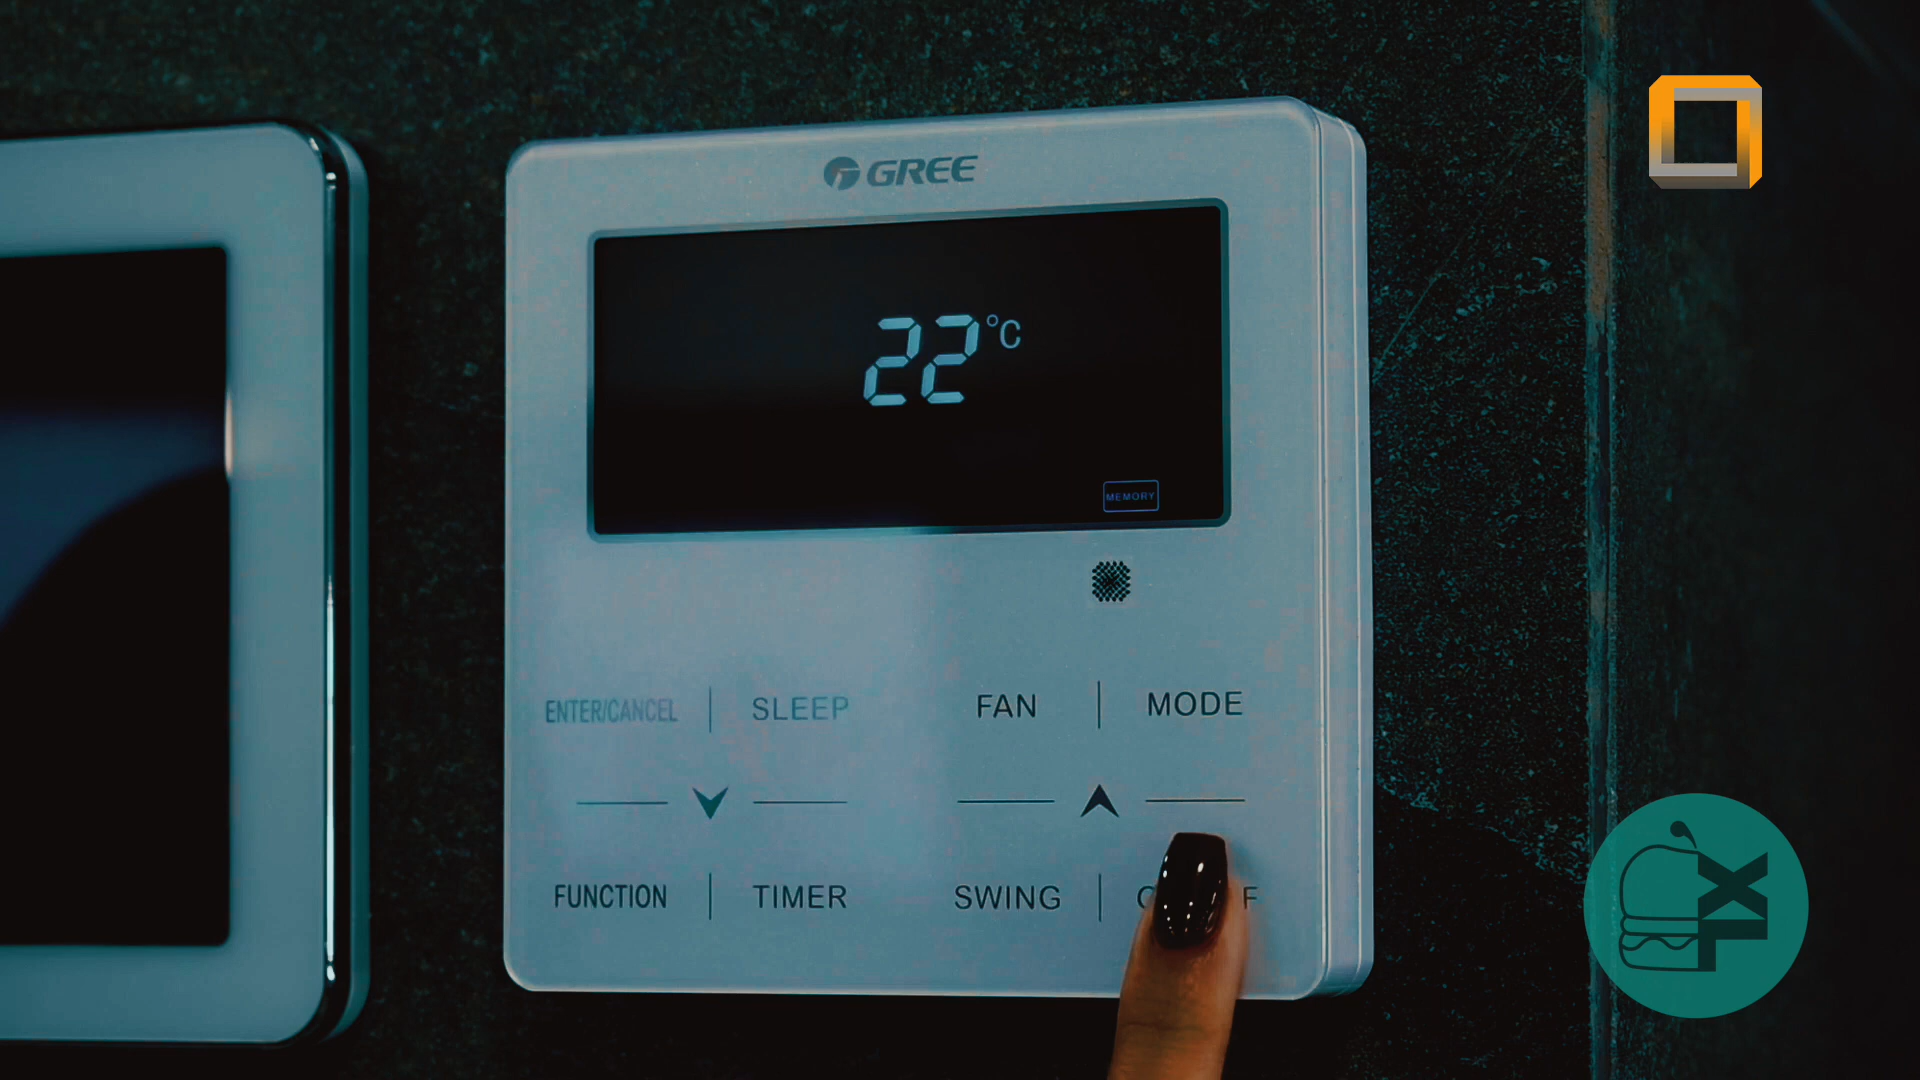 GREE
22°C
MEMORY
ENTER/CANCEL | SLEEP
FAN | MODE
FUNCTION | TIMER
SWING |